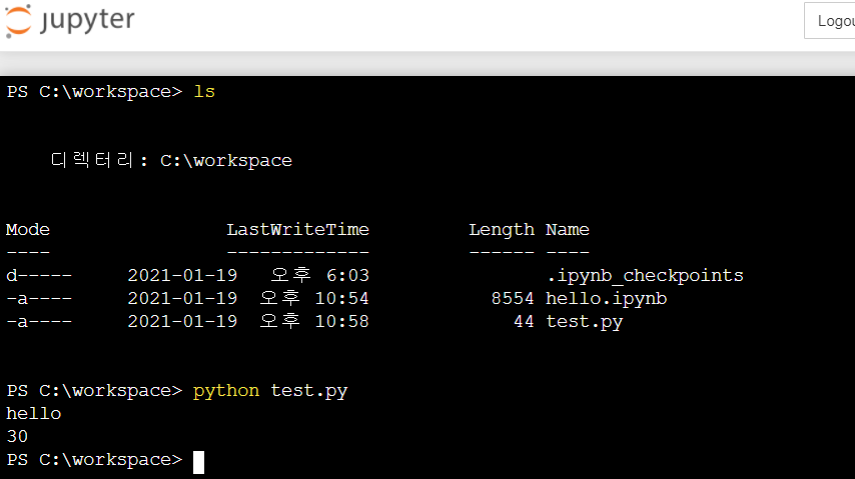 jupyter
Logou
PS C:\workspace> ls
디렉터리: C:\workspace
Mode LastWriteTime Length Name
---- ------------- ------ ----
d----- 2021-01-19 오후 6:03 .ipynb_checkpoints
-a---- 2021-01-19 오후 10:54 8554 hello.ipynb
-a---- 2021-01-19 오후 10:58 44 test.py
PS C:\workspace> python test.py
hello
30
PS C:\workspace>